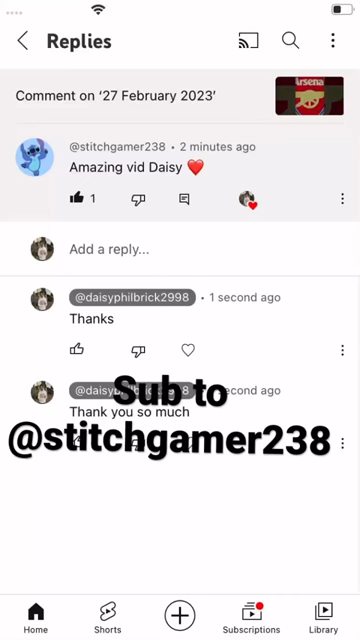 Replies
Comment on ‘27 February 2023’
Arsenal
@stitchgamer238 • 2 minutes ago
Amazing vid Daisy ❤️
1
Add a reply...
@daisyphilbrick2998 • 1 second ago
Thanks
Sub to
second ago
Thank you so much
@stitchgamer238
Home
Shorts
Subscriptions
Library